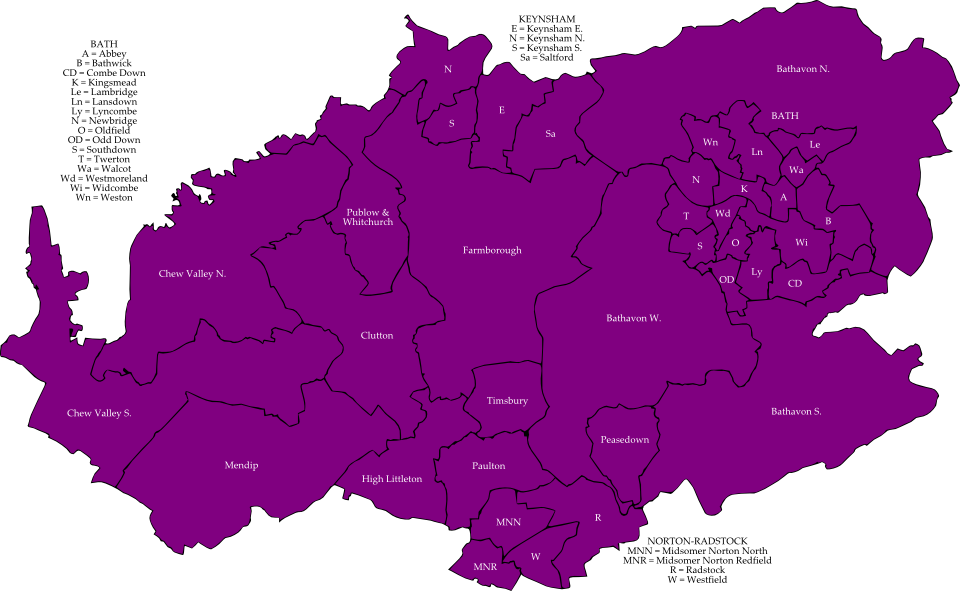 KEYNSHAM
E = Keynsham E.
N = Keynsham N.
S = Keynsham S.
Sa = Saltford
BATH
A = Abbey
B = Bathwick
CD = Combe Down
K = Kingsmead
Le = Lambridge
Ln = Lansdown
Ly = Lyncombe
N = Newbridge
O = Oldfield
OD = Odd Down
S = Southdown
T = Twerton
Wa = Walcot
Wd = Westmoreland
Wi = Widcombe
Wn = Weston
N
Bathavon N.
E
S
Sa
BATH
Wn
Ln
Le
Wa
N
K
A
Publow &
Whitchurch
T
Wd
B
S
O
Wi
Farmborough
Chew Valley N.
OD
Ly
CD
Bathavon W.
Clutton
Timsbury
Chew Valley S.
Bathavon S.
Peasedown
Mendip
Paulton
High Littleton
MNN
R
W
MNR
NORTON-RADSTOCK
MNN = Midsomer Norton North
MNR = Midsomer Norton Redfield
R = Radstock
W = Westfield